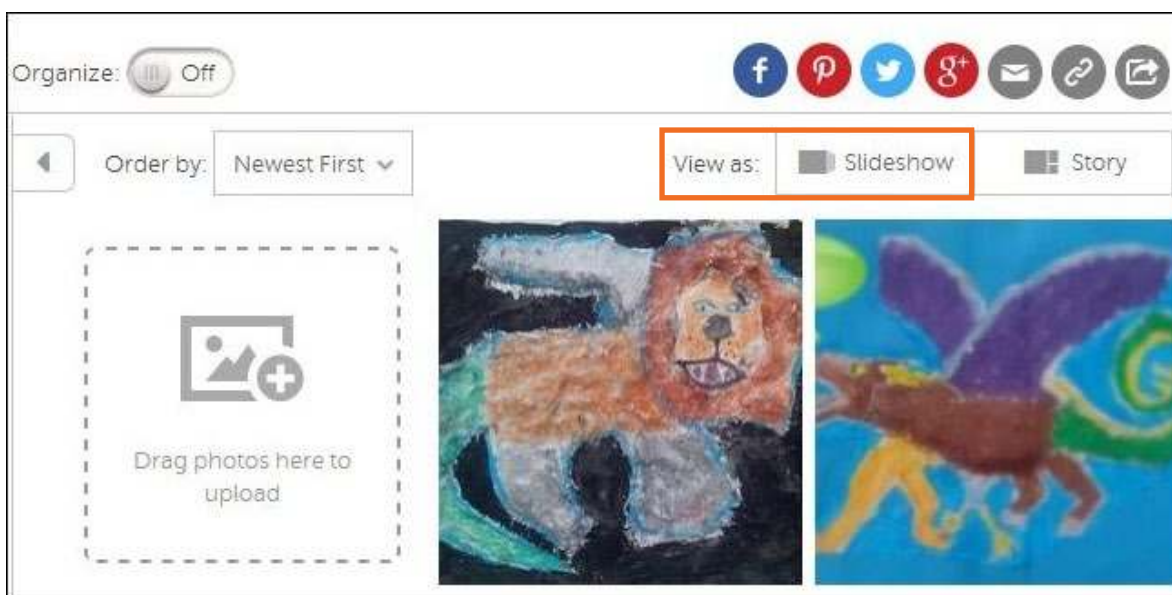 Organize: Off
f g+
Order by: Newest First View as: Slideshow Story
Drag photos here to
upload